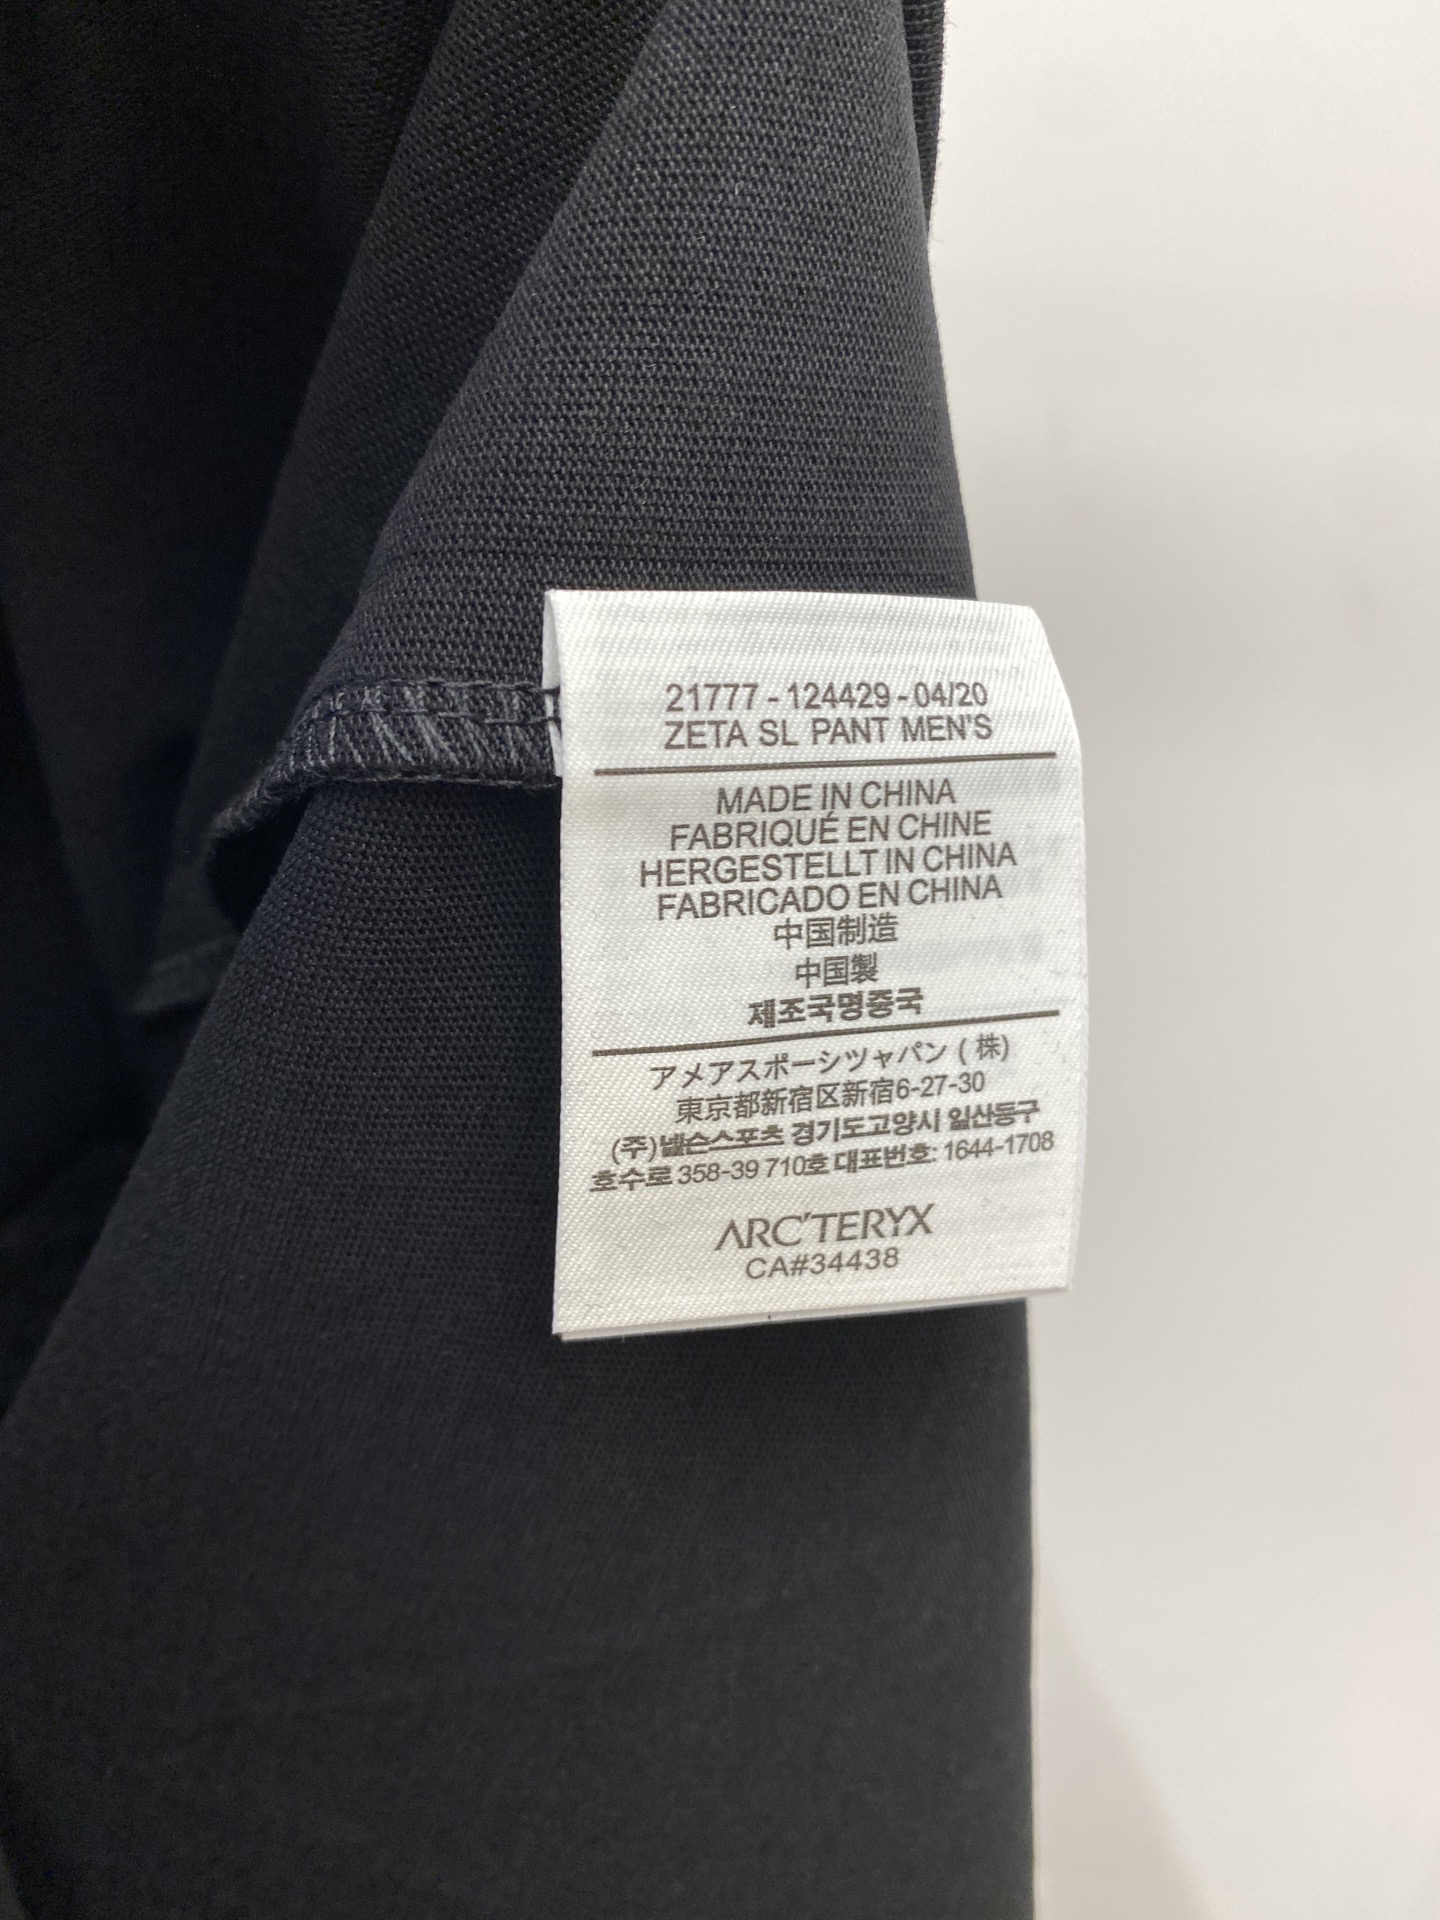 21777 - 124429 - 04/20
ZETA SL PANT MEN'S
MADE IN CHINA
FABRIQUÉ EN CHINE
HERGESTELLT IN CHINA
FABRICADO EN CHINA
中国制造
中国製
제조국명중국
アメアスポーシツャパン ( 株)
東京都新宿区新宿6-27-30
(주)넬슨스포츠 경기도고양시 일산동구
호수로 358-39 710호 대표번호: 1644-1708
ARC'TERYX
CA#34438